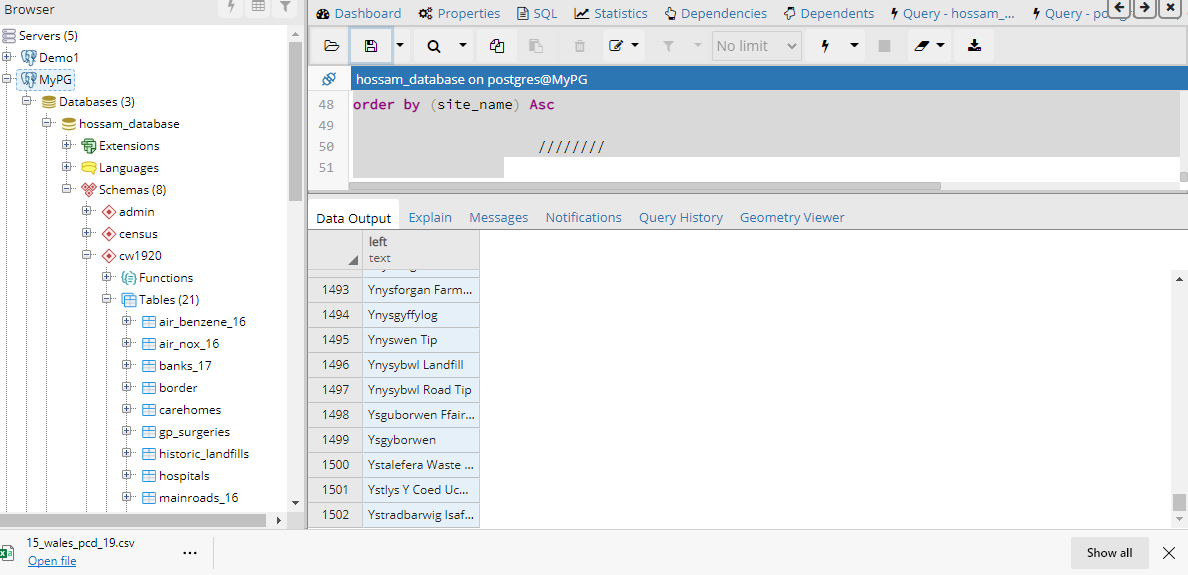 Browser
Servers (5)
Demo1
MyPG
Databases (3)
hossam_database
Extensions
Languages
Schemas (8)
admin
census
cw1920
Functions
Tables (21)
air_benzene_16
air_nox_16
banks_17
border
carehomes
gp_surgeries
historic_landfills
hospitals
mainroads_16
Dashboard Properties SQL Statistics Dependencies Dependents Query - hossam_... Query -
No limit
hossam_database on postgres@MyPG
48 order by (site_name) Asc
49
50 ////////
51
Data Output Explain Messages Notifications Query History Geometry Viewer
left
text
1493 Ynysforgan Farm...
1494 Ynysgyffylog
1495 Ynyswen Tip
1496 Ynysybwl Landfill
1497 Ynysybwl Road Tip
1498 Ysguborwen Ffair...
1499 Ysgyborwen
1500 Ystalefera Waste ...
1501 Ystlys Y Coed Uc...
1502 Ystradbarwig Isaf...
15_wales_pcd_19.csv
Open file
Show all